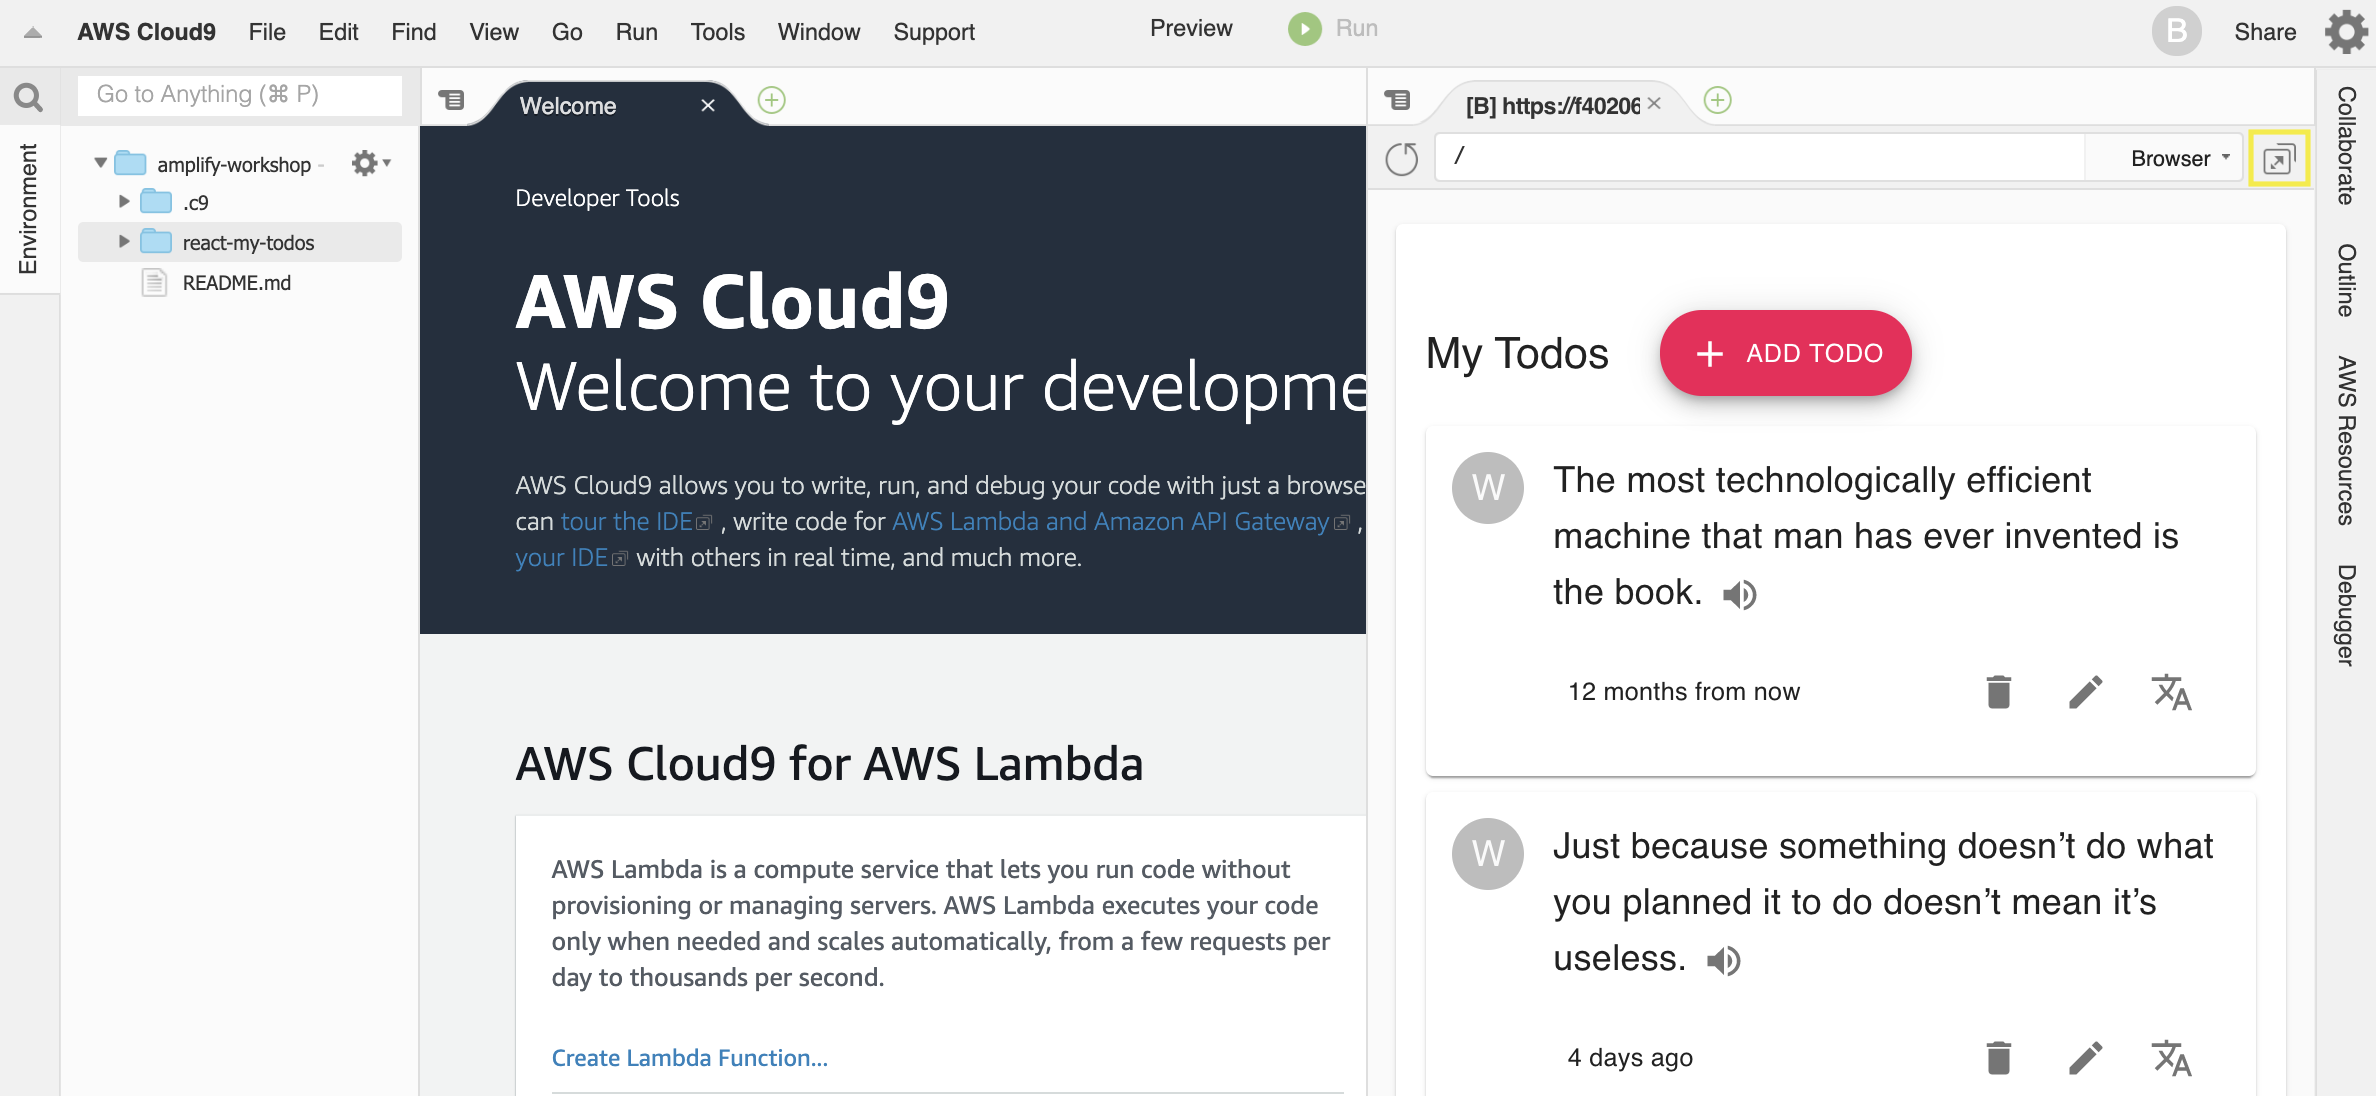 AWS Cloud9 File Edit Find View Go Run Tools Window Support Preview Run B Share
Go to Anything (⌘ P)
Environment
amplify-workshop -
.c9
react-my-todos
README.md
Welcome
Developer Tools
AWS Cloud9
Welcome to your developme
AWS Cloud9 allows you to write, run, and debug your code with just a browse
can tour the IDE , write code for AWS Lambda and Amazon API Gateway ,
your IDE with others in real time, and much more.
AWS Cloud9 for AWS Lambda
AWS Lambda is a compute service that lets you run code without
provisioning or managing servers. AWS Lambda executes your code
only when needed and scales automatically, from a few requests per
day to thousands per second.
Create Lambda Function...
[B] https://f40206
/ Browser
My Todos + ADD TODO
W
The most technologically efficient
machine that man has ever invented is
the book.
12 months from now
W
Just because something doesn’t do what
you planned it to do doesn’t mean it’s
useless.
4 days ago
Collaborate
Outline
AWS Resources
Debugger